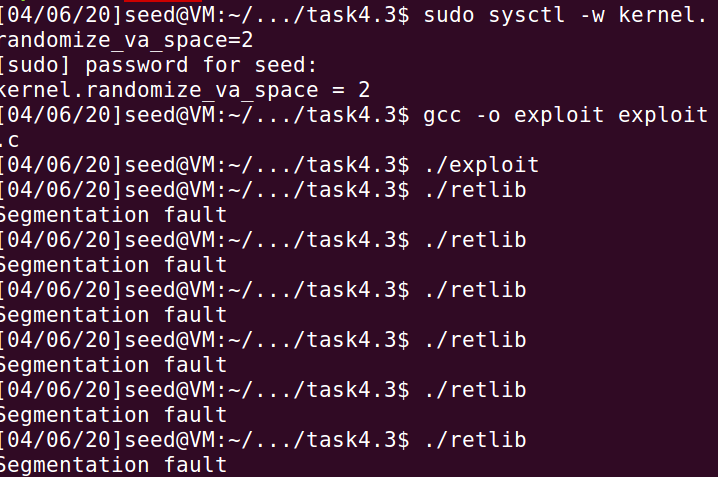 [04/06/20]seed@VM:~/.../task4.3$ sudo sysctl -w kernel.
randomize_va_space=2
[sudo] password for seed:
kernel.randomize_va_space = 2
[04/06/20]seed@VM:~/.../task4.3$ gcc -o exploit exploit
.c
[04/06/20]seed@VM:~/.../task4.3$ ./exploit
[04/06/20]seed@VM:~/.../task4.3$ ./retlib
Segmentation fault
[04/06/20]seed@VM:~/.../task4.3$ ./retlib
Segmentation fault
[04/06/20]seed@VM:~/.../task4.3$ ./retlib
Segmentation fault
[04/06/20]seed@VM:~/.../task4.3$ ./retlib
Segmentation fault
[04/06/20]seed@VM:~/.../task4.3$ ./retlib
Segmentation fault
[04/06/20]seed@VM:~/.../task4.3$ ./retlib
Segmentation fault